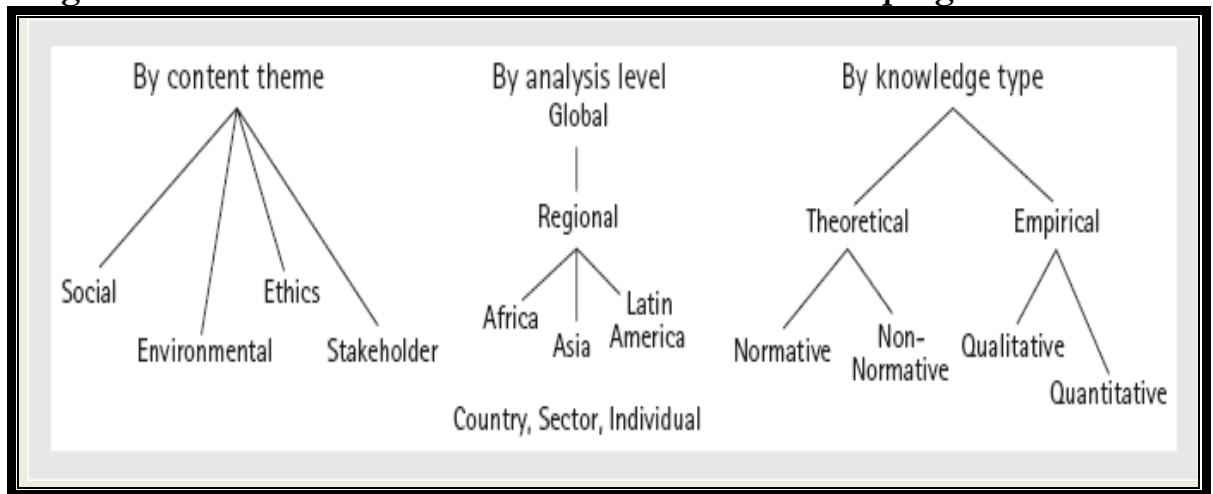 By content theme
Social
Environmental
Ethics
Stakeholder
By analysis level
Global
Regional
Africa
Asia
Latin
America
Country, Sector, Individual
By knowledge type
Theoretical
Empirical
Normative
Non-
Normative
Qualitative
Quantitative